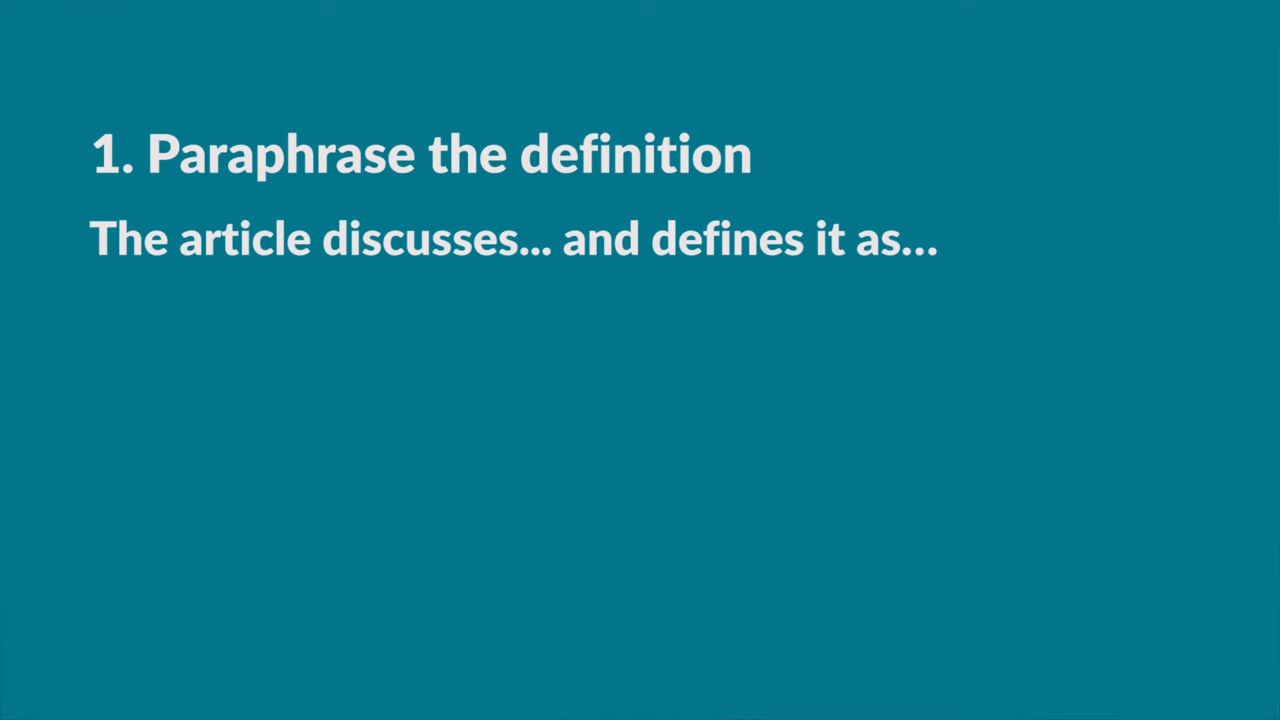 1. Paraphrase the definition
The article discusses... and defines it as...